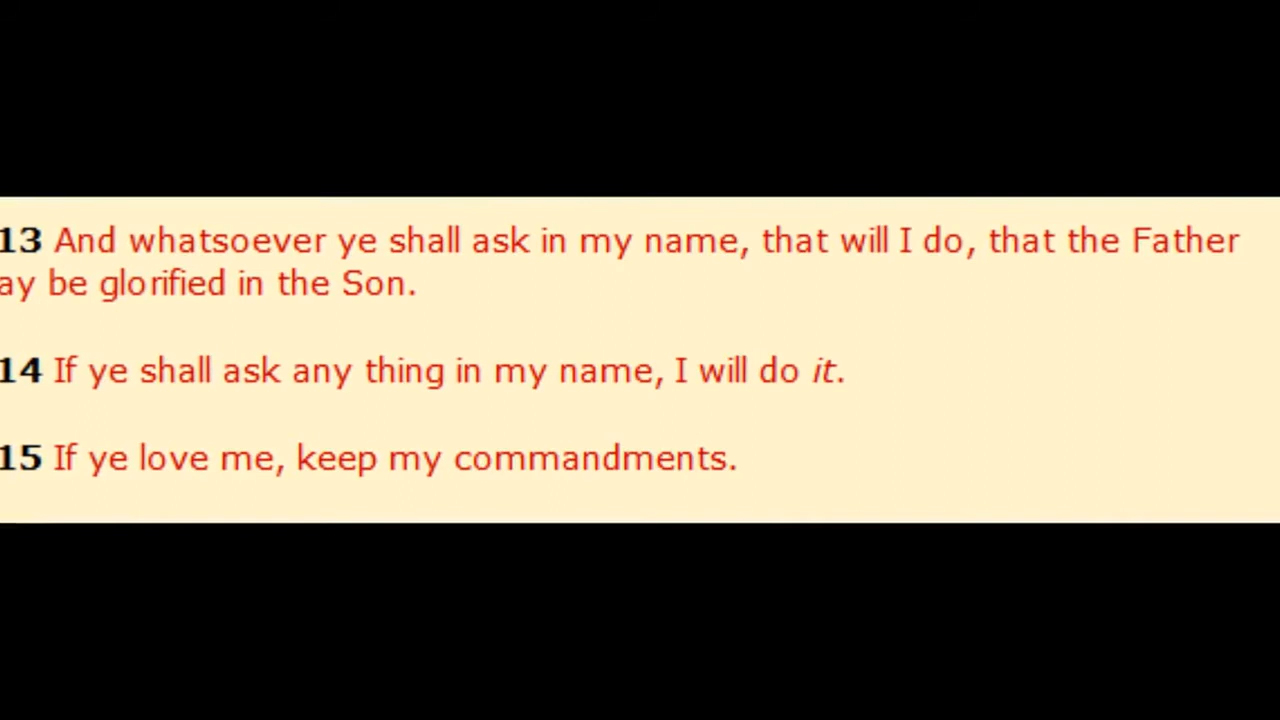 13 And whatsoever ye shall ask in my name, that will I do, that the Father
ay be glorified in the Son.
14 If ye shall ask any thing in my name, I will do it.
15 If ye love me, keep my commandments.